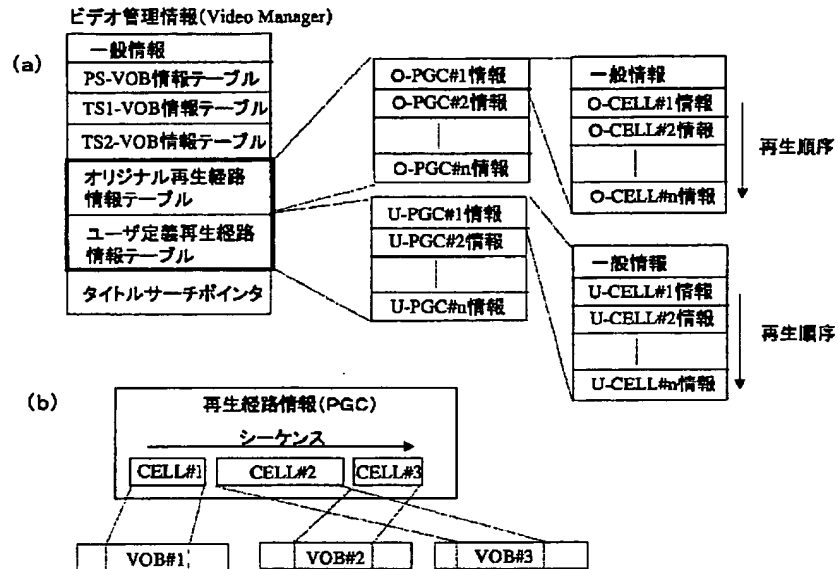 ビデオ管理情報(Video Manager)
(a)
一般情報
PS-VOB情報テーブル
TS1-VOB情報テーブル
TS2-VOB情報テーブル
オリジナル再生経路
情報テーブル
ユーザ定義再生経路
情報テーブル
タイトルサーチポインタ
O-PGC#1情報
O-PGC#2情報
O-PGC#n情報
U-PGC#1情報
U-PGC#2情報
U-PGC#n情報
一般情報
O-CELL#1情報
O-CELL#2情報
O-CELL#n情報
再生順序
一般情報
U-CELL#1情報
U-CELL#2情報
U-CELL#n情報
再生順序
(b)
再生経路情報(PGC)
シーケンス
CELL#1
CELL#2
CELL#3
VOB#1
VOB#2
VOB#3